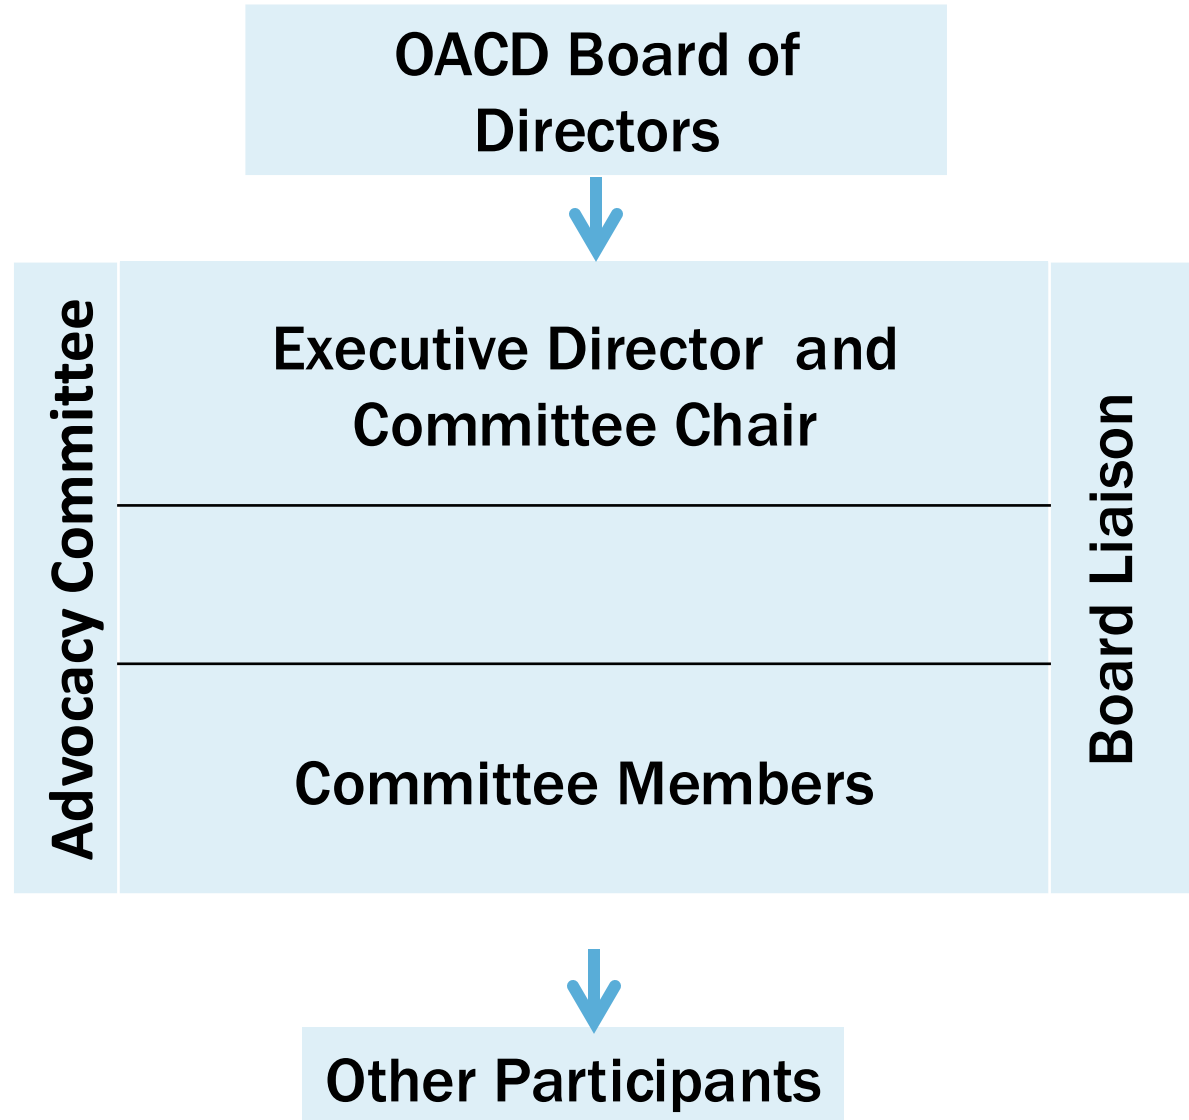 OACD Board of
Directors
Advocacy Committee
Executive Director and
Committee Chair
Board Liaison
Committee Members
Other Participants